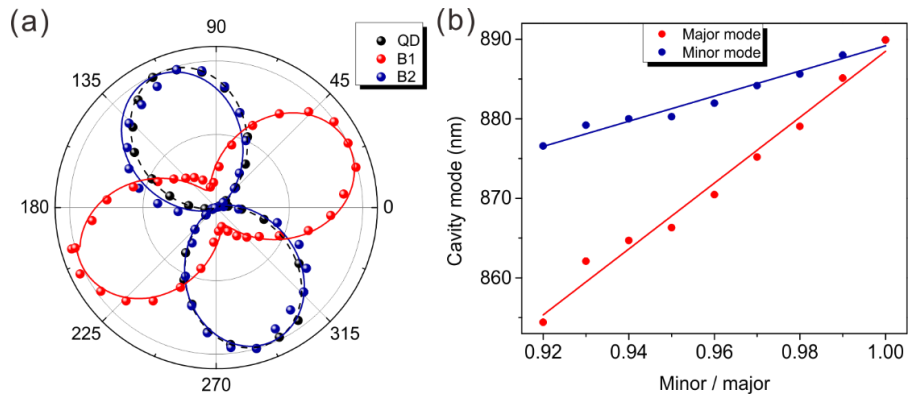 (a)
90
135
45
180
0
225
315
270
QD
B1
B2
(b)
890
880
870
860
Cavity mode (nm)
Major mode
Minor mode
0.92
0.94
0.96
0.98
1.00
Minor / major